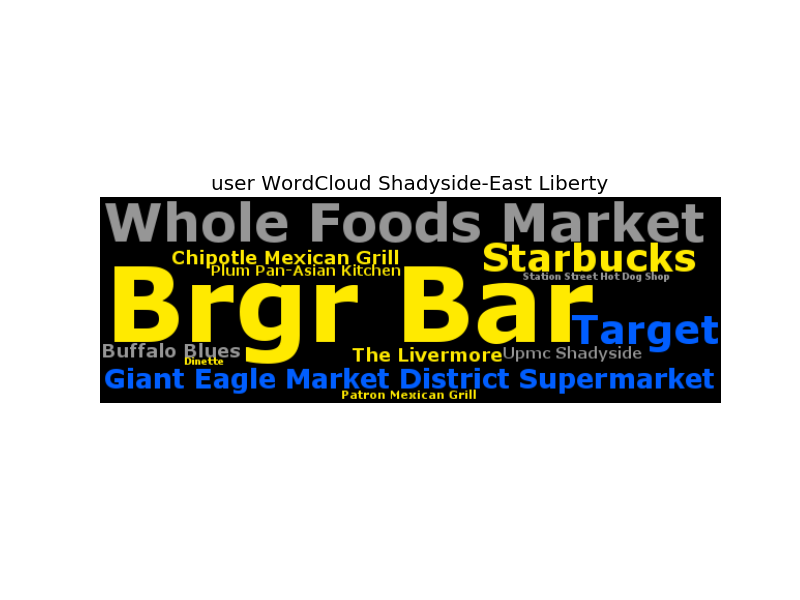 user WordCloud Shadyside-East Liberty
Whole Foods Market
Chipotle Mexican Grill
Starbucks
Plum Pan-Asian Kitchen
Station Street Hot Dog Shop
Brgr Bar
Target
Buffalo Blues
The Livermore
Upmc Shadyside
Dinette
Giant Eagle Market District Supermarket
Patron Mexican Grill